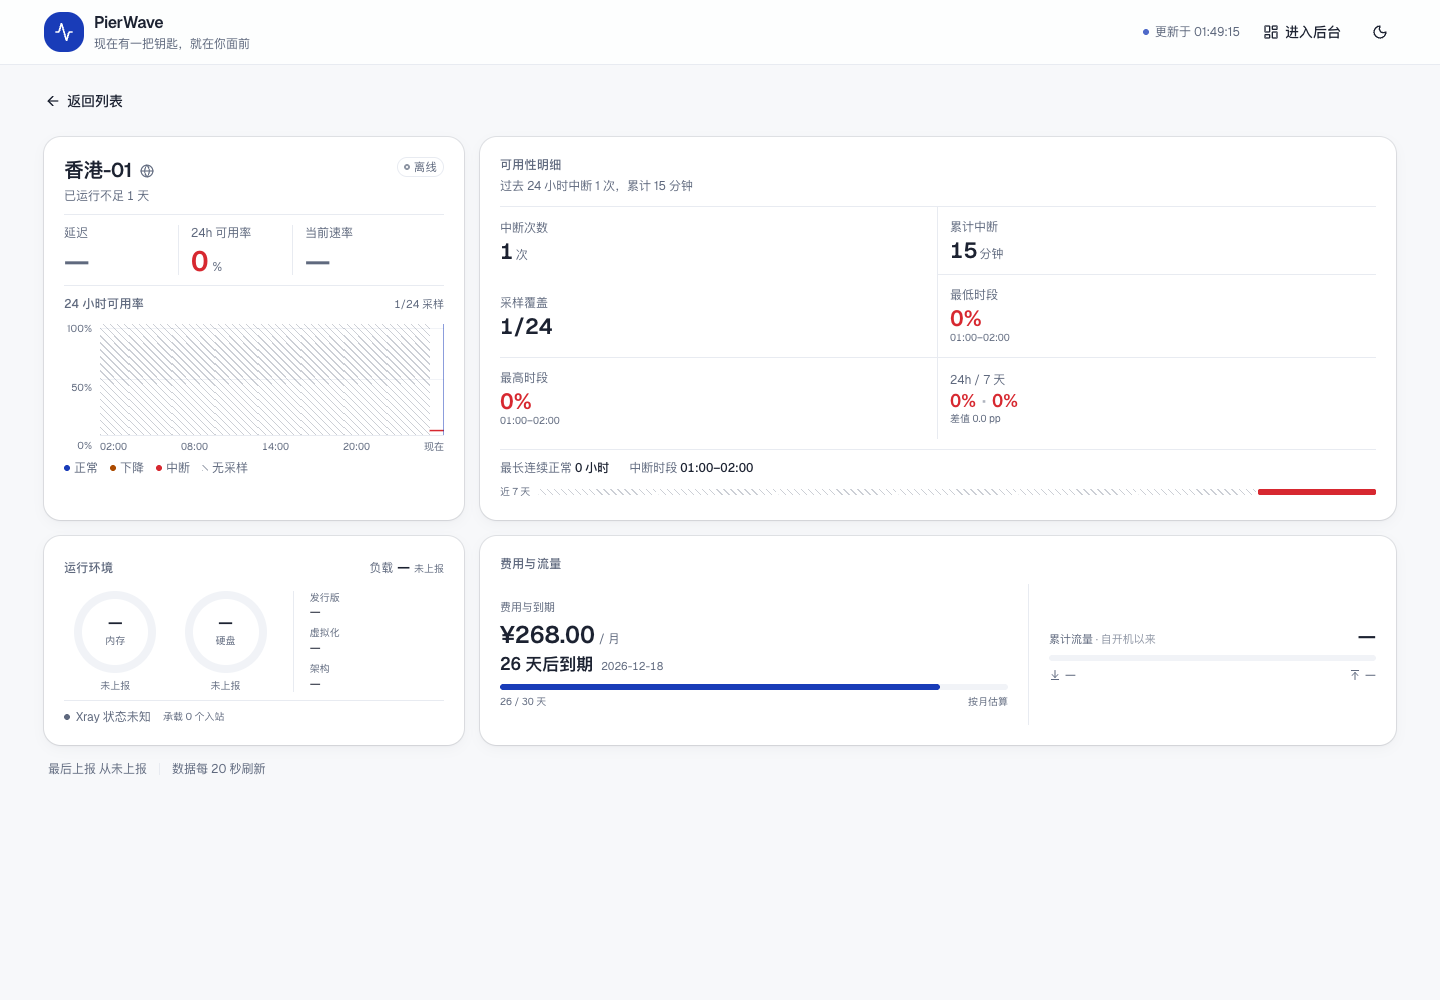 PierWave
现在有一把钥匙，就在你面前
更新于 01:49:15
进入后台
返回列表
香港-01
离线
已运行不足 1 天
延迟
—
24h 可用率
0 %
当前速率
—
24 小时可用率
1/24 采样
100%
50%
0%
02:00
08:00
14:00
20:00
现在
正常
下降
中断
无采样
可用性明细
过去 24 小时中断 1 次，累计 15 分钟
中断次数
1 次
累计中断
15 分钟
采样覆盖
1/24
最低时段
0%
01:00–02:00
最高时段
0%
01:00–02:00
24h / 7 天
0% · 0%
差值 0.0 pp
最长连续正常 0 小时
中断时段 01:00–02:00
近 7 天
运行环境
负载 — 未上报
—
内存
未上报
—
硬盘
未上报
发行版
—
虚拟化
—
架构
—
Xray 状态未知
承载 0 个入站
费用与流量
费用与到期
¥268.00 / 月
26 天后到期 2026-12-18
26 / 30 天
按月估算
累计流量 · 自开机以来
—
—
—
最后上报 从未上报
数据每 20 秒刷新